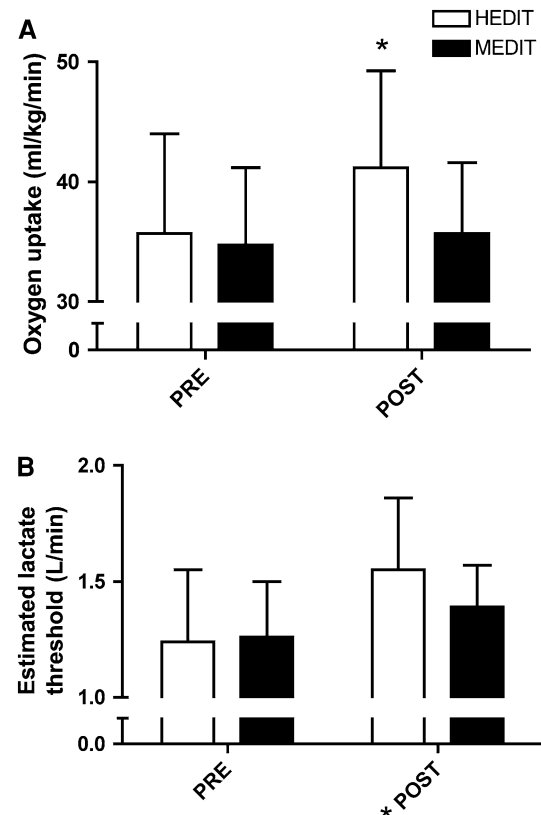 HEDIT
MEDIT
A
*
50
40
30
0
Oxygen uptake (ml/kg/min)
PRE
POST
B
2.0
1.5
1.0
0.0
Estimated lactate
threshold (L/min)
PRE
* POST